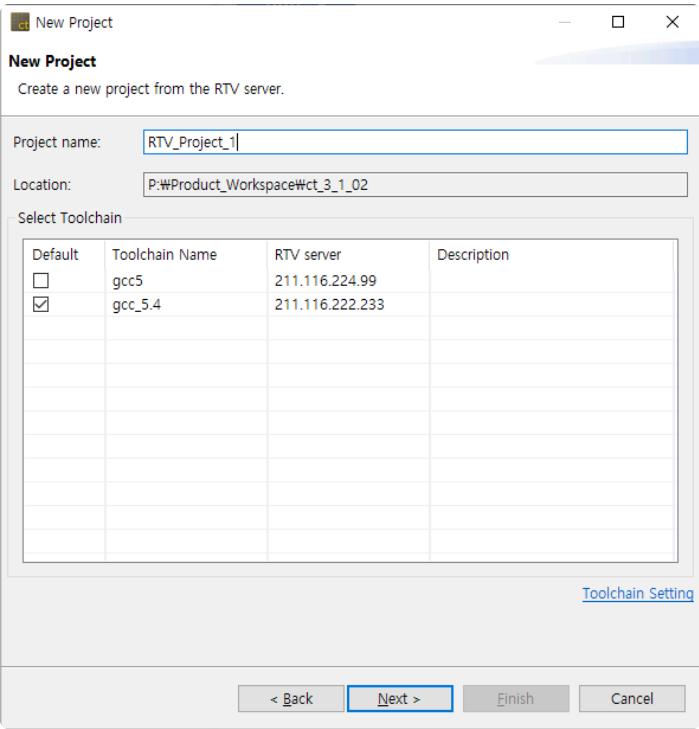 ct New Project
New Project
Create a new project from the RTV server.
Project name: RTV_Project_1
Location: P:₩Product_Workspace₩ct_3_1_02
Select Toolchain
Default Toolchain Name RTV server Description
gcc5 211.116.224.99
gcc_5.4 211.116.222.233
Toolchain Setting
< Back Next > Finish Cancel